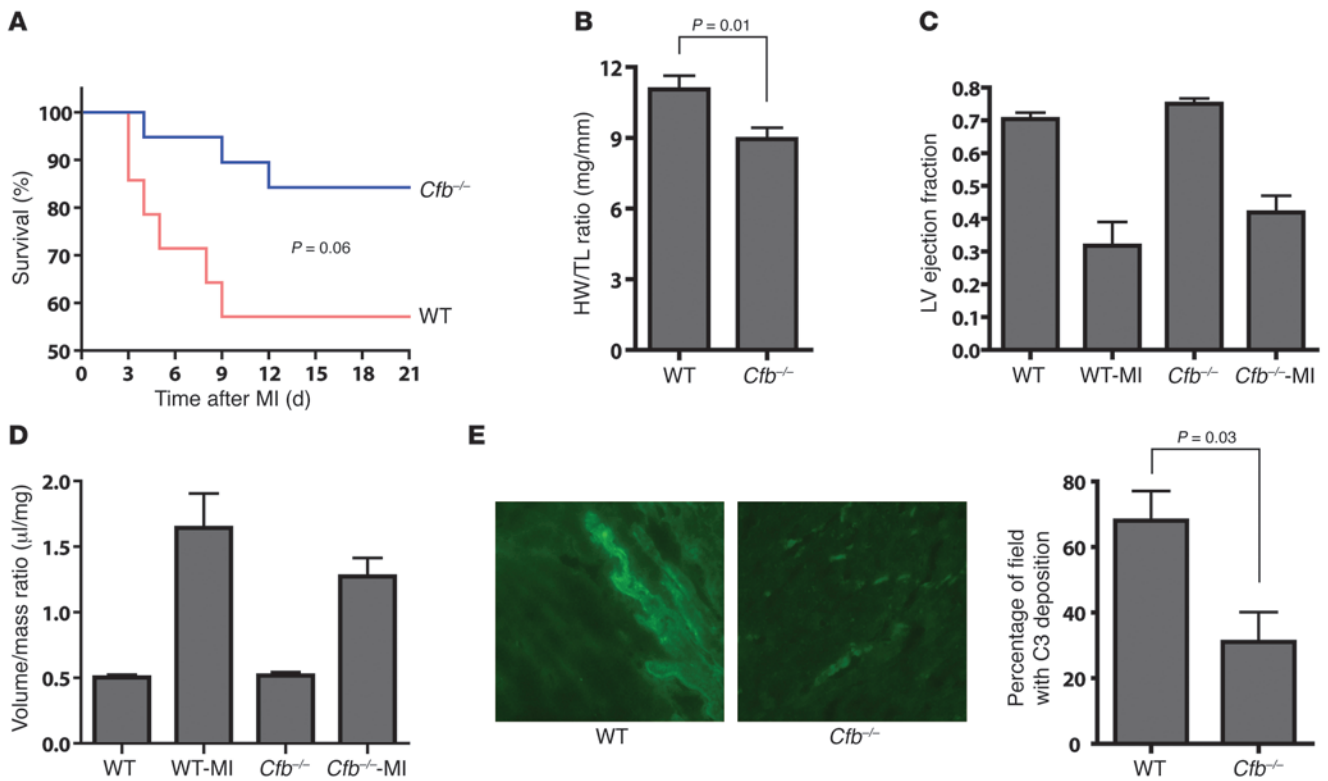 A
Survival (%)
100
90
80
70
60
50
0 3 6 9 12 15 18 21
Time after MI (d)
Cfb–/–
P = 0.06
WT
B
P = 0.01
HW/TL ratio (mg/mm)
12
9
6
3
0
WT Cfb–/–
C
LV ejection fraction
0.8
0.7
0.6
0.5
0.4
0.3
0.2
0.1
0.0
WT WT-MI Cfb–/– Cfb–/–-MI
D
Volume/mass ratio (μl/mg)
2.0
1.5
1.0
0.5
0.0
WT WT-MI Cfb–/– Cfb–/–-MI
E
WT Cfb–/–
P = 0.03
Percentage of field
with C3 deposition
80
60
40
20
0
WT Cfb–/–